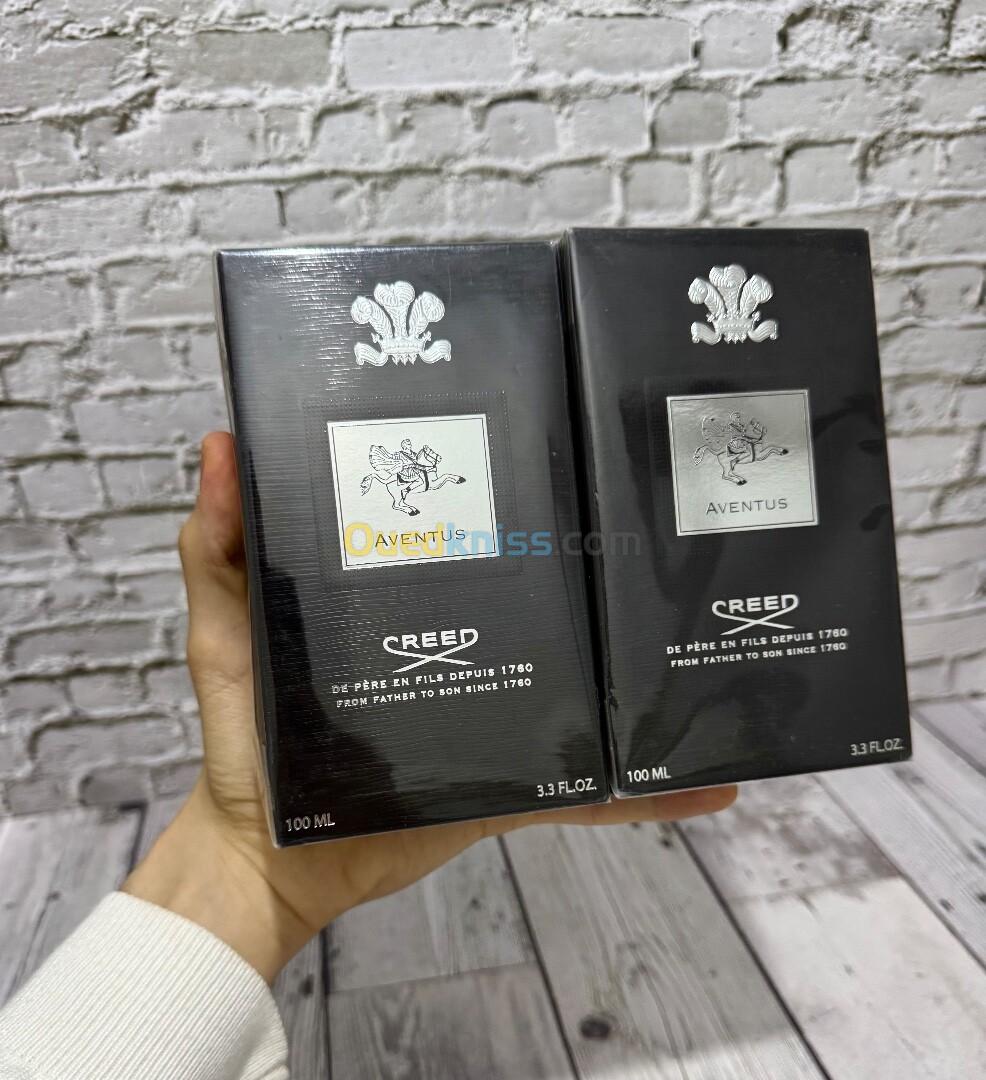 AVENTUS
CREED
DE PÈRE EN FILS DEPUIS 1760
FROM FATHER TO SON SINCE 1760
100 ML
3.3 FL.OZ.
AVENTUS
CREED
DE PÈRE EN FILS DEPUIS 1760
FROM FATHER TO SON SINCE 1760
100 ML
3.3 FL.OZ.
Ouedkniss.com